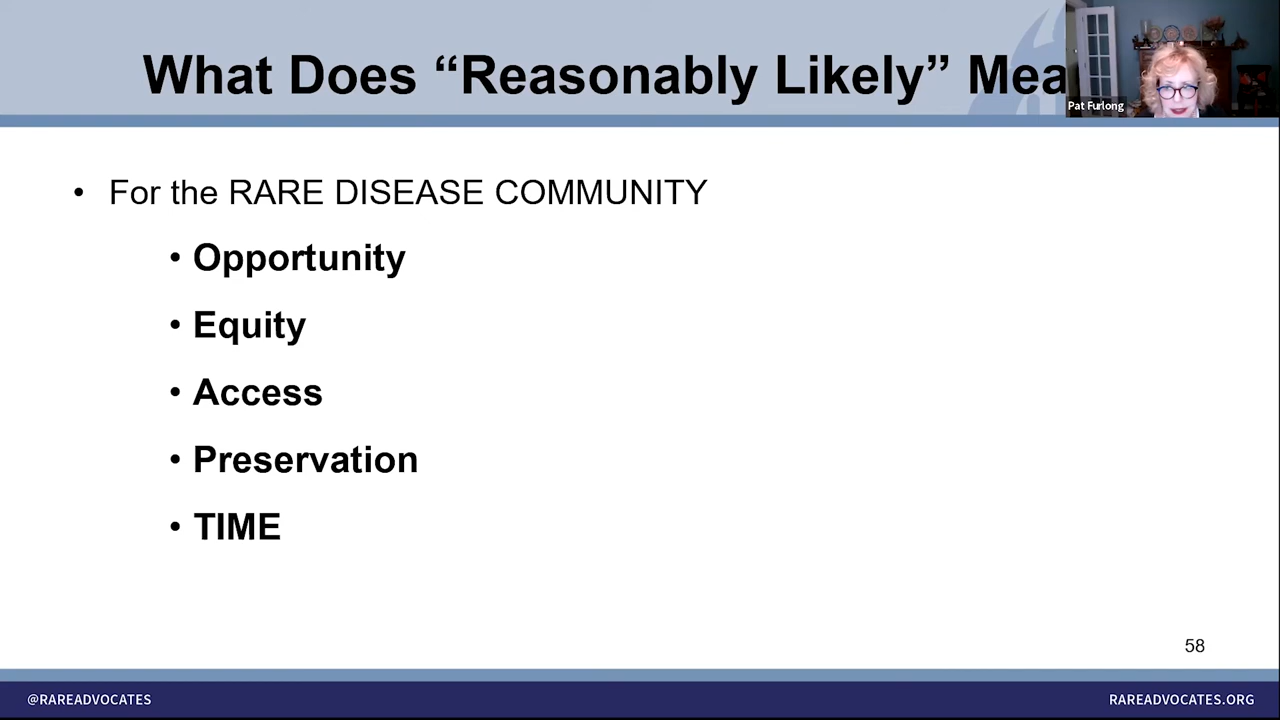 What Does “Reasonably Likely” Mea
Pat Furlong
• For the RARE DISEASE COMMUNITY
• Opportunity
• Equity
• Access
• Preservation
• TIME
58
@RAREADVOCATES
RAREADVOCATES.ORG